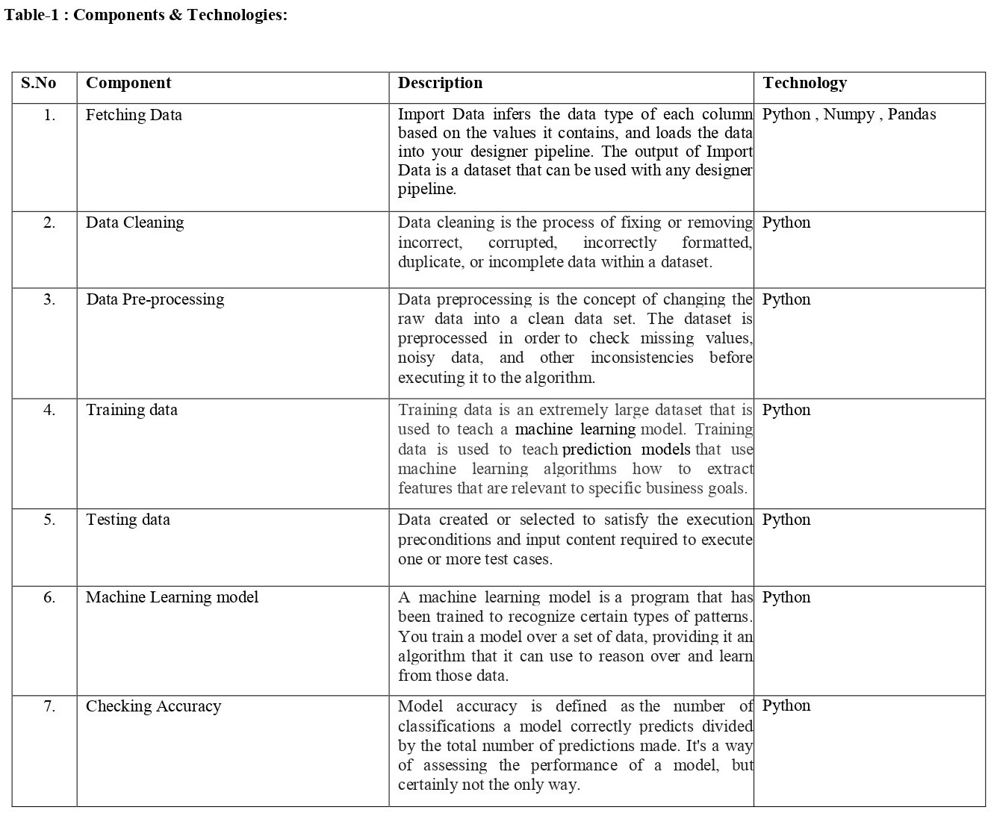 Table-1 : Components & Technologies:
S.No Component Description Technology
1. Fetching Data Import Data infers the data type of each column Python , Numpy , Pandas
based on the values it contains, and loads the data
into your designer pipeline. The output of Import
Data is a dataset that can be used with any designer
pipeline.
2. Data Cleaning Data cleaning is the process of fixing or removing Python
incorrect, corrupted, incorrectly formatted,
duplicate, or incomplete data within a dataset.
3. Data Pre-processing Data preprocessing is the concept of changing the Python
raw data into a clean data set. The dataset is
preprocessed in order to check missing values,
noisy data, and other inconsistencies before
executing it to the algorithm.
4. Training data Training data is an extremely large dataset that is Python
used to teach a machine learning model. Training
data is used to teach prediction models that use
machine learning algorithms how to extract
features that are relevant to specific business goals.
5. Testing data Data created or selected to satisfy the execution Python
preconditions and input content required to execute
one or more test cases.
6. Machine Learning model A machine learning model is a program that has Python
been trained to recognize certain types of patterns.
You train a model over a set of data, providing it an
algorithm that it can use to reason over and learn
from those data.
7. Checking Accuracy Model accuracy is defined as the number of Python
classifications a model correctly predicts divided
by the total number of predictions made. It's a way
of assessing the performance of a model, but
certainly not the only way.